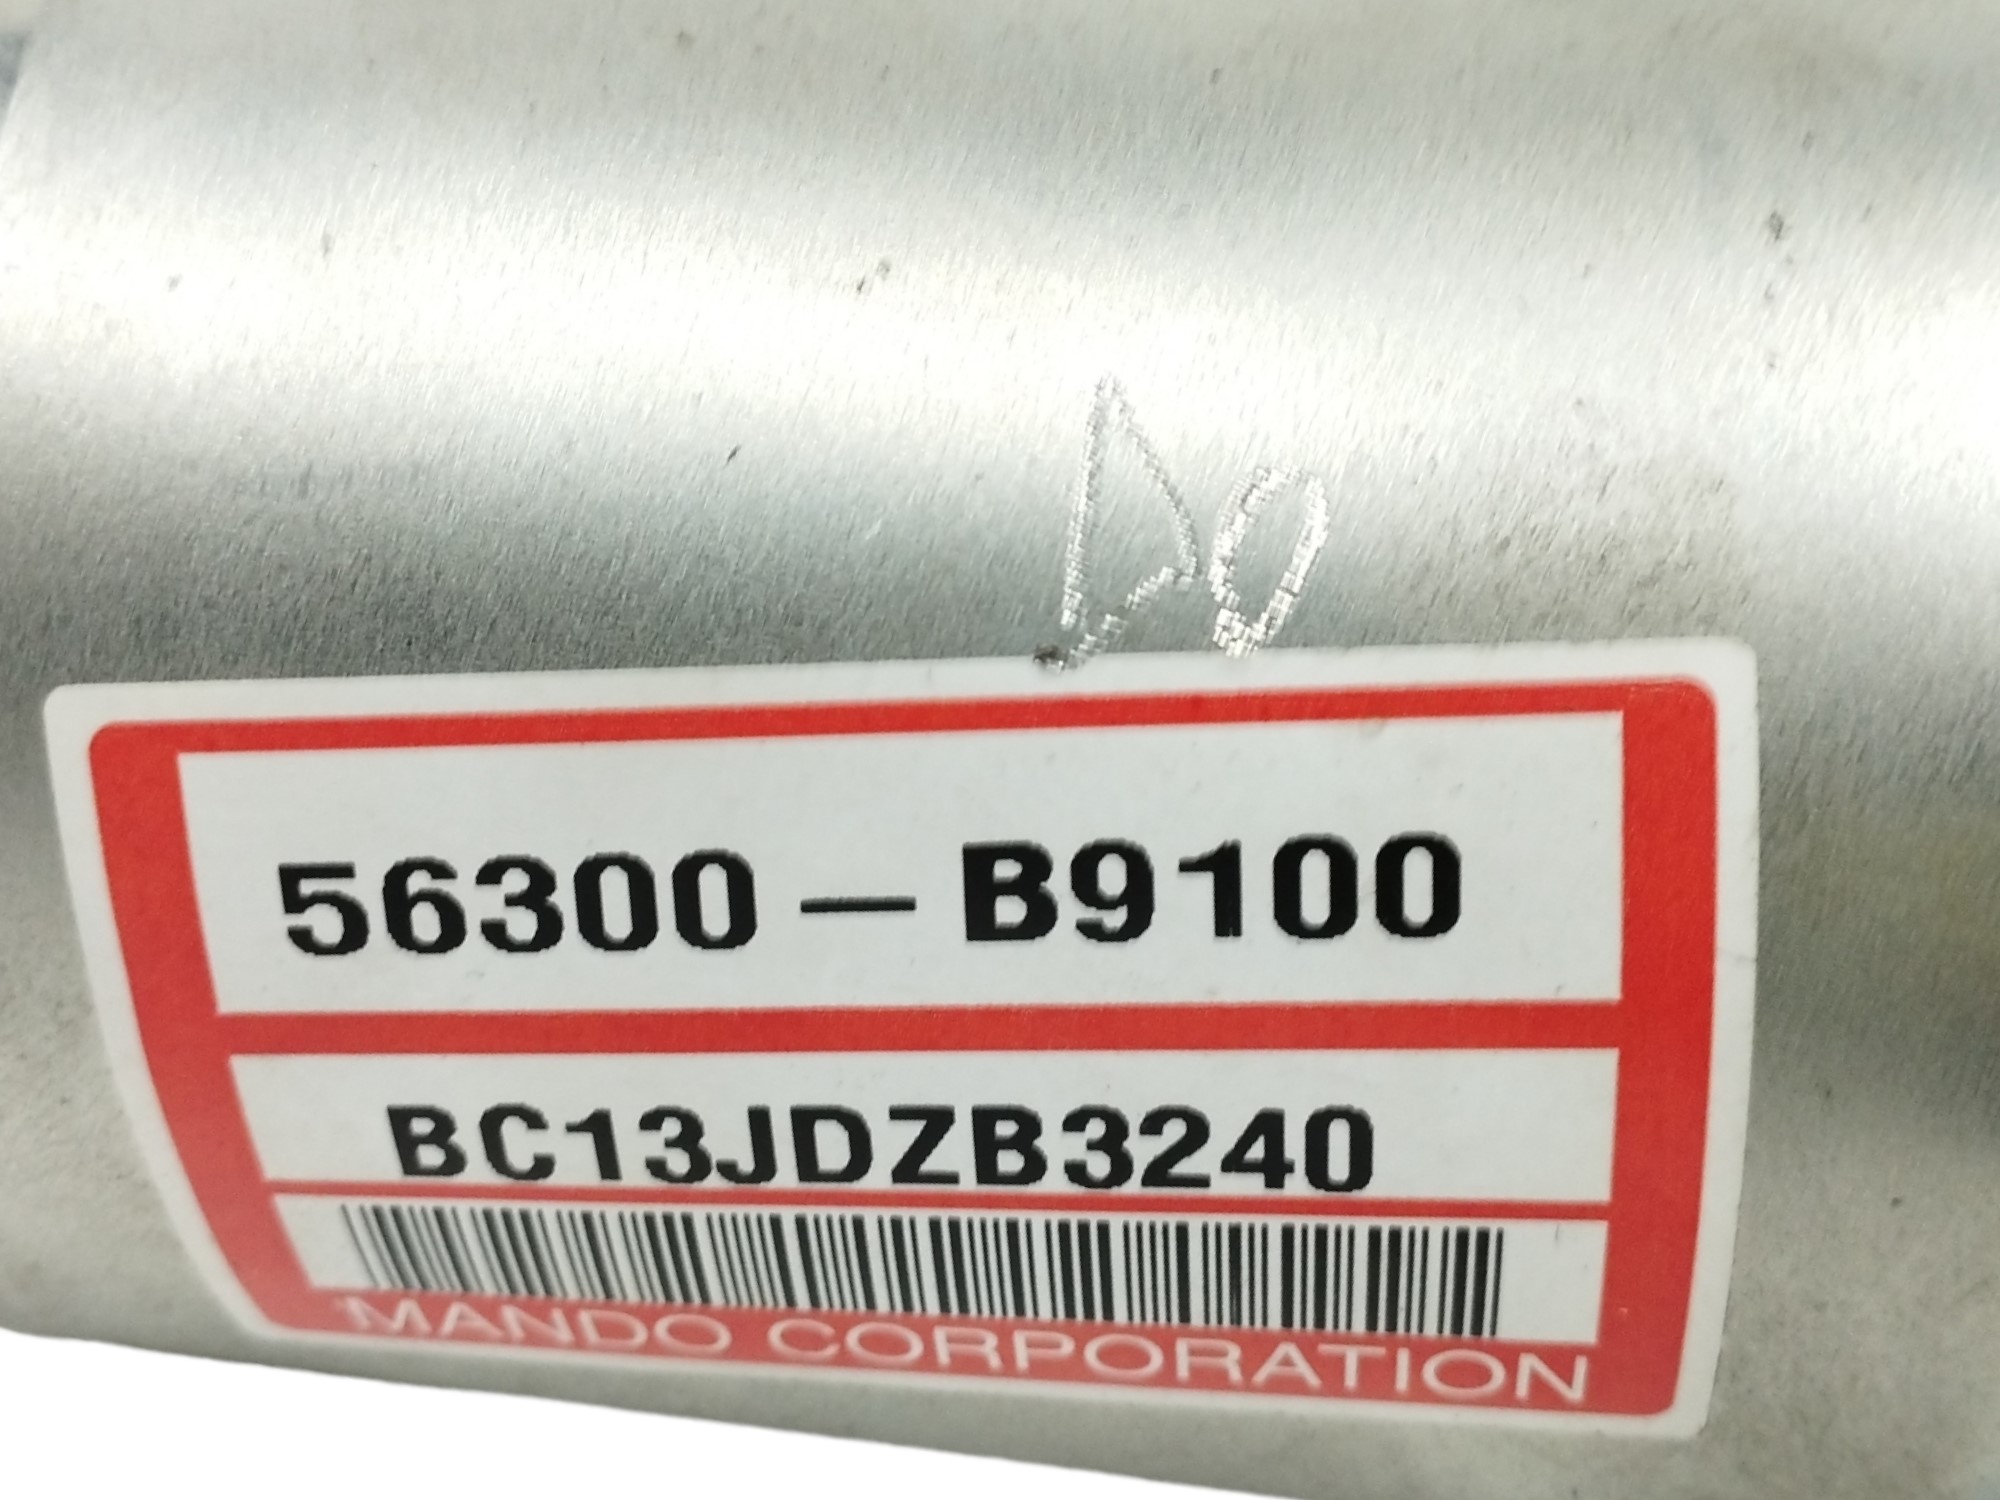 56300-B9100
BC13JDZB3240
MANDO CORPORATION